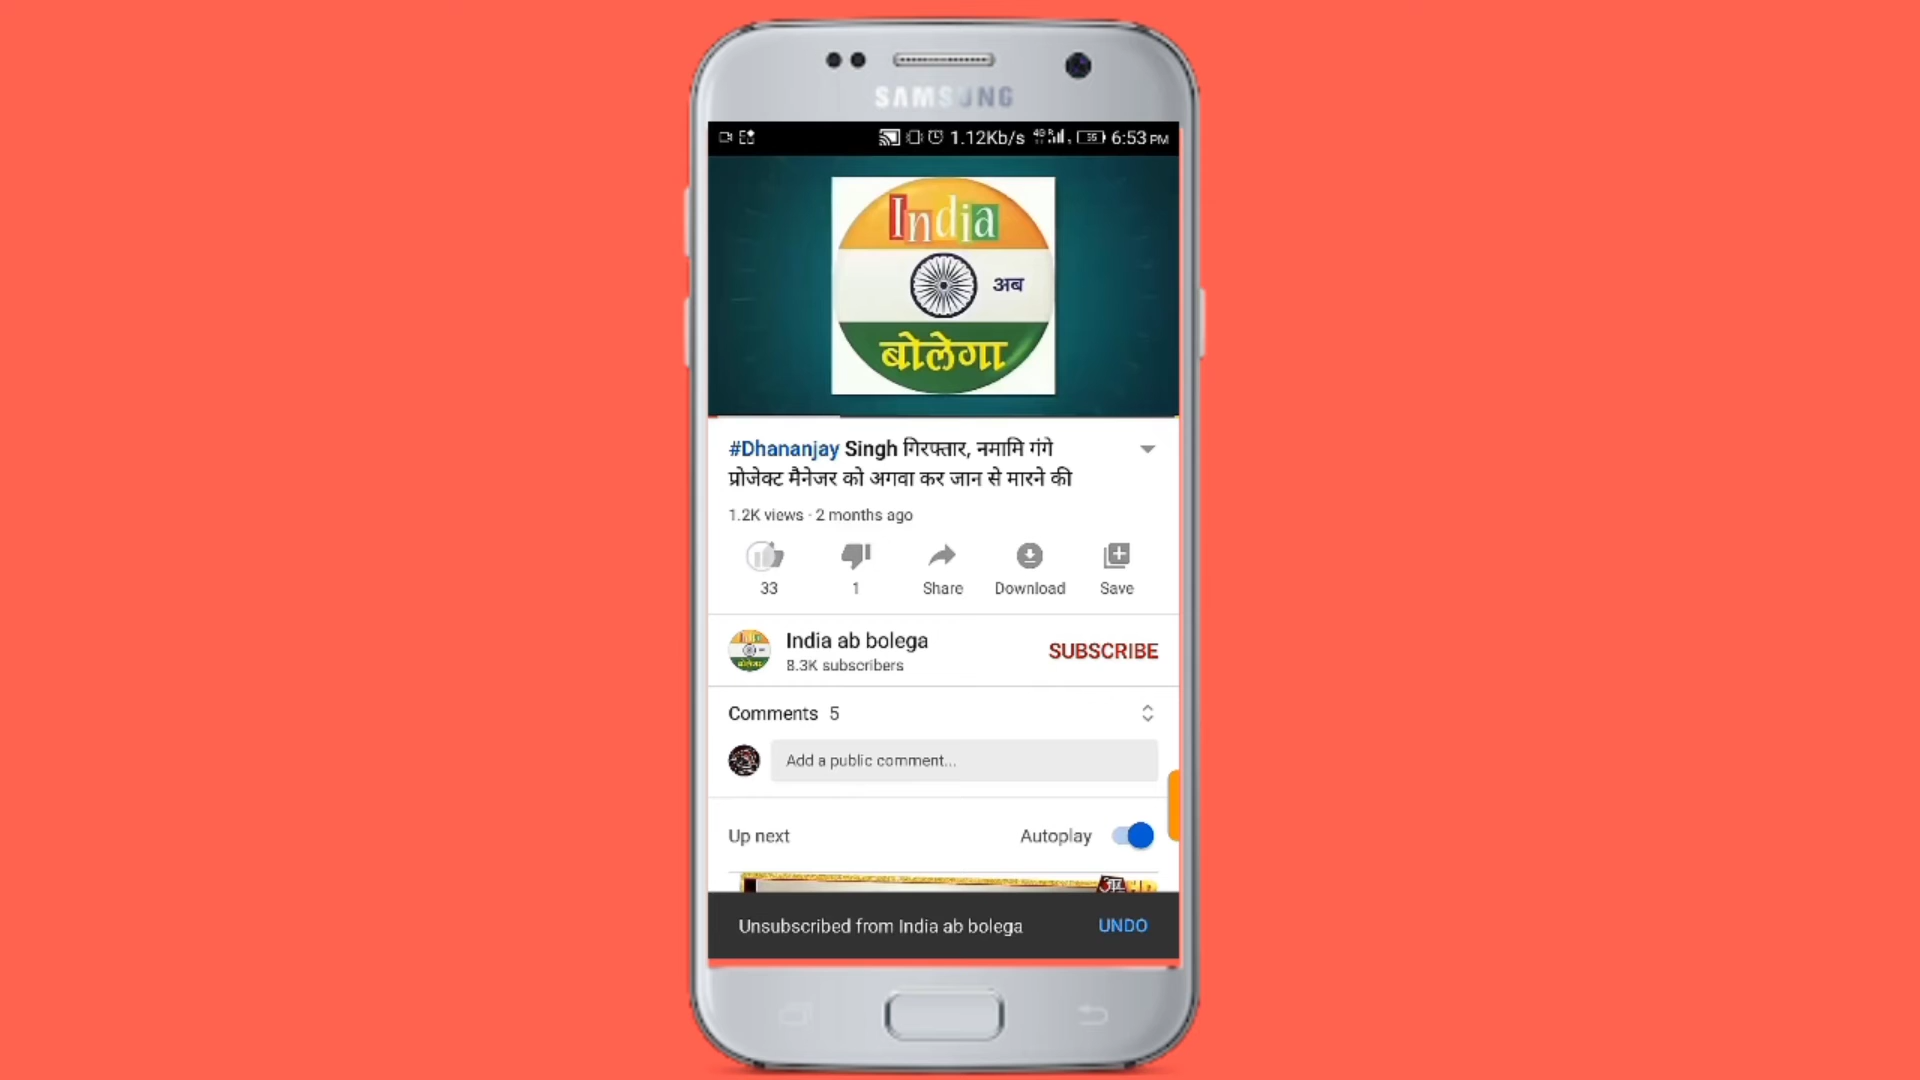 SAMSUNG
1.12Kb/s 4G R 35 6:53 PM
India
अब
बोलेगा
#Dhananjay Singh गिरफ्तार, नमामि गंगे
प्रोजेक्ट मैनेजर को अगवा कर जान से मारने की
1.2K views · 2 months ago
33 1 Share Download Save
India ab bolega
SUBSCRIBE
8.3K subscribers
Comments 5
Add a public comment...
Up next Autoplay
Unsubscribed from India ab bolega UNDO